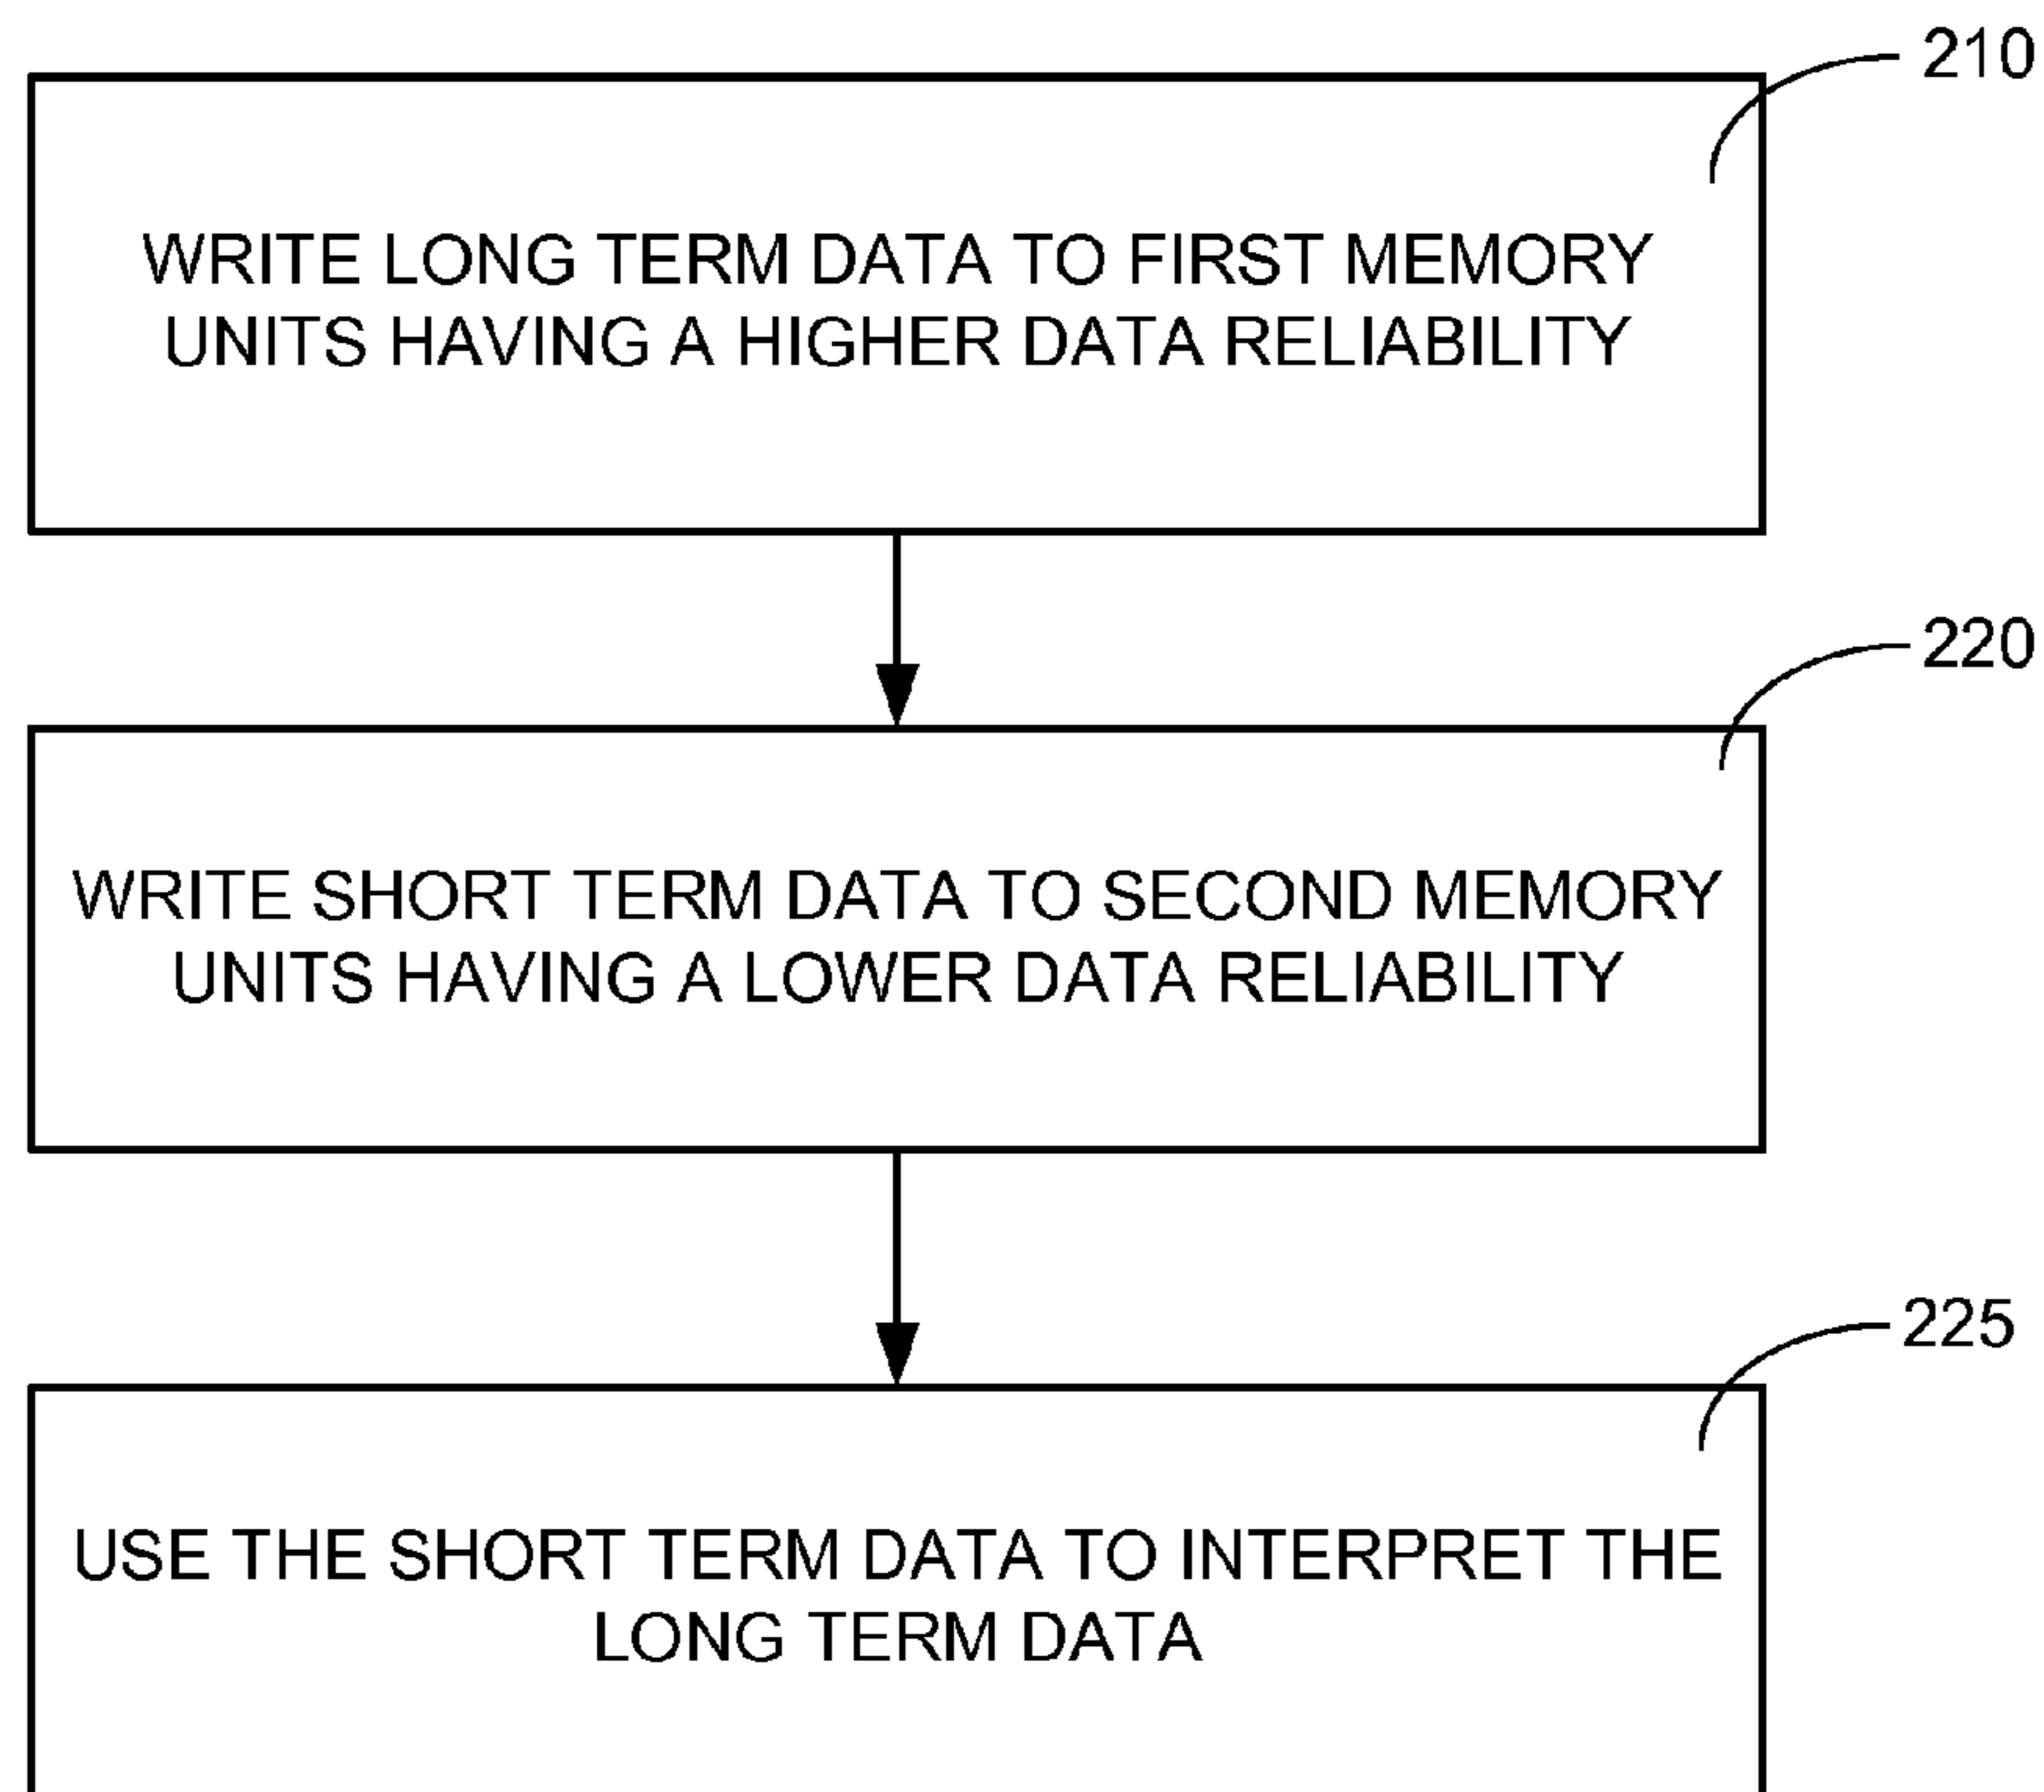 210
WRITE LONG TERM DATA TO FIRST MEMORY
UNITS HAVING A HIGHER DATA RELIABILITY
220
WRITE SHORT TERM DATA TO SECOND MEMORY
UNITS HAVING A LOWER DATA RELIABILITY
225
USE THE SHORT TERM DATA TO INTERPRET THE
LONG TERM DATA